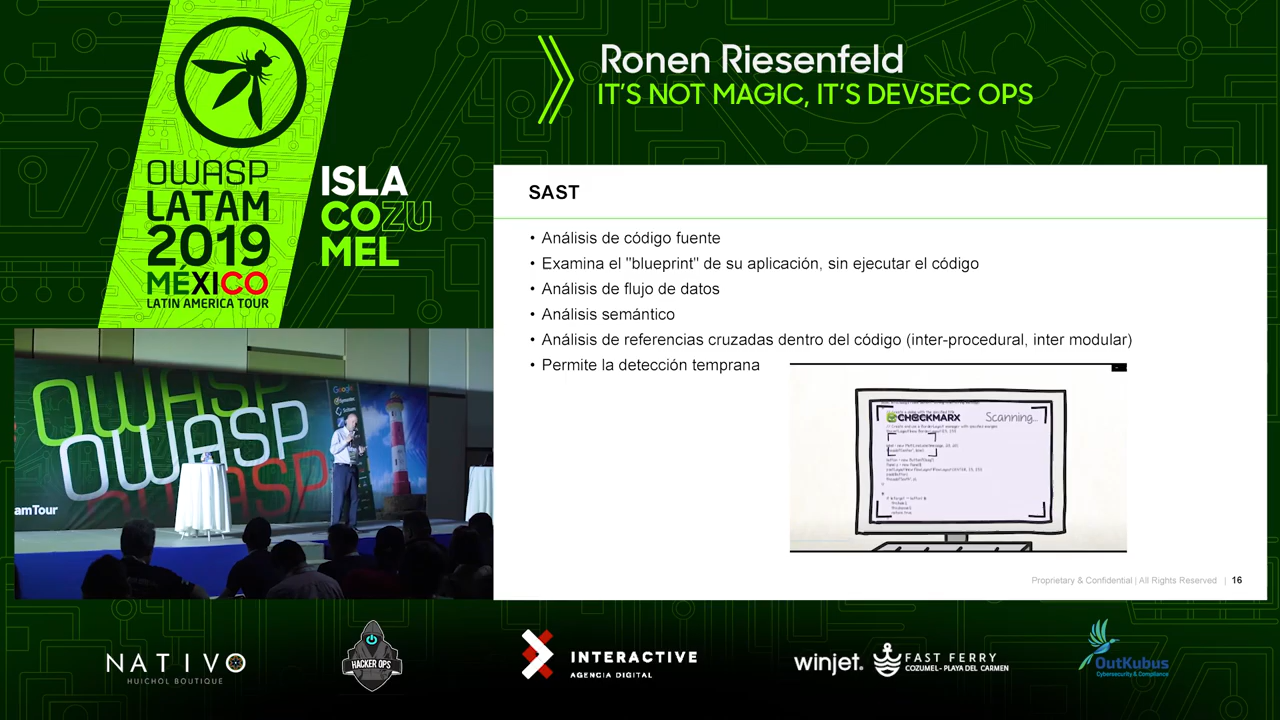 Ronen Riesenfeld
IT'S NOT MAGIC, IT'S DEVSEC OPS
OWASP
LATAM
2019
MÉXICO
LATIN AMERICA TOUR
ISLA
COZU
MEL
SAST
• Análisis de código fuente
• Examina el "blueprint" de su aplicación, sin ejecutar el código
• Análisis de flujo de datos
• Análisis semántico
• Análisis de referencias cruzadas dentro del código (inter-procedural, inter modular)
• Permite la detección temprana
CHECKMARX
Scanning...
Proprietary & Confidential | All Rights Reserved | 16
OWASP
OWASP
OWASP
Google
amTour
NATIVO
HUICHOL BOUTIQUE
HACKER OPS
INTERACTIVE
AGENCIA DIGITAL
winjet.
FAST FERRY
COZUMEL - PLAYA DEL CARMEN
OutKubus
Cybersecurity & Compliance